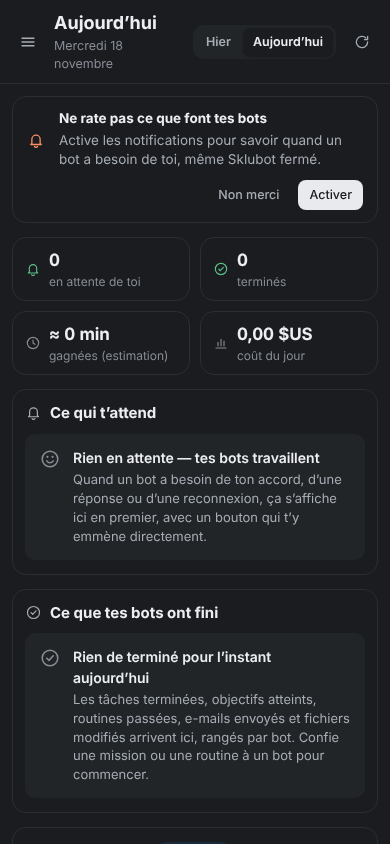 Aujourd’hui
Mercredi 18
novembre
Hier
Aujourd’hui
Ne rate pas ce que font tes bots
Active les notifications pour savoir quand un
bot a besoin de toi, même Sklubot fermé.
Non merci
Activer
0
en attente de toi
0
terminés
≈ 0 min
gagnées (estimation)
0,00 $US
coût du jour
Ce qui t’attend
Rien en attente — tes bots travaillent
Quand un bot a besoin de ton accord, d’une
réponse ou d’une reconnexion, ça s’affiche
ici en premier, avec un bouton qui t’y
emmène directement.
Ce que tes bots ont fini
Rien de terminé pour l’instant
aujourd’hui
Les tâches terminées, objectifs atteints,
routines passées, e-mails envoyés et fichiers
modifiés arrivent ici, rangés par bot. Confie
une mission ou une routine à un bot pour
commencer.